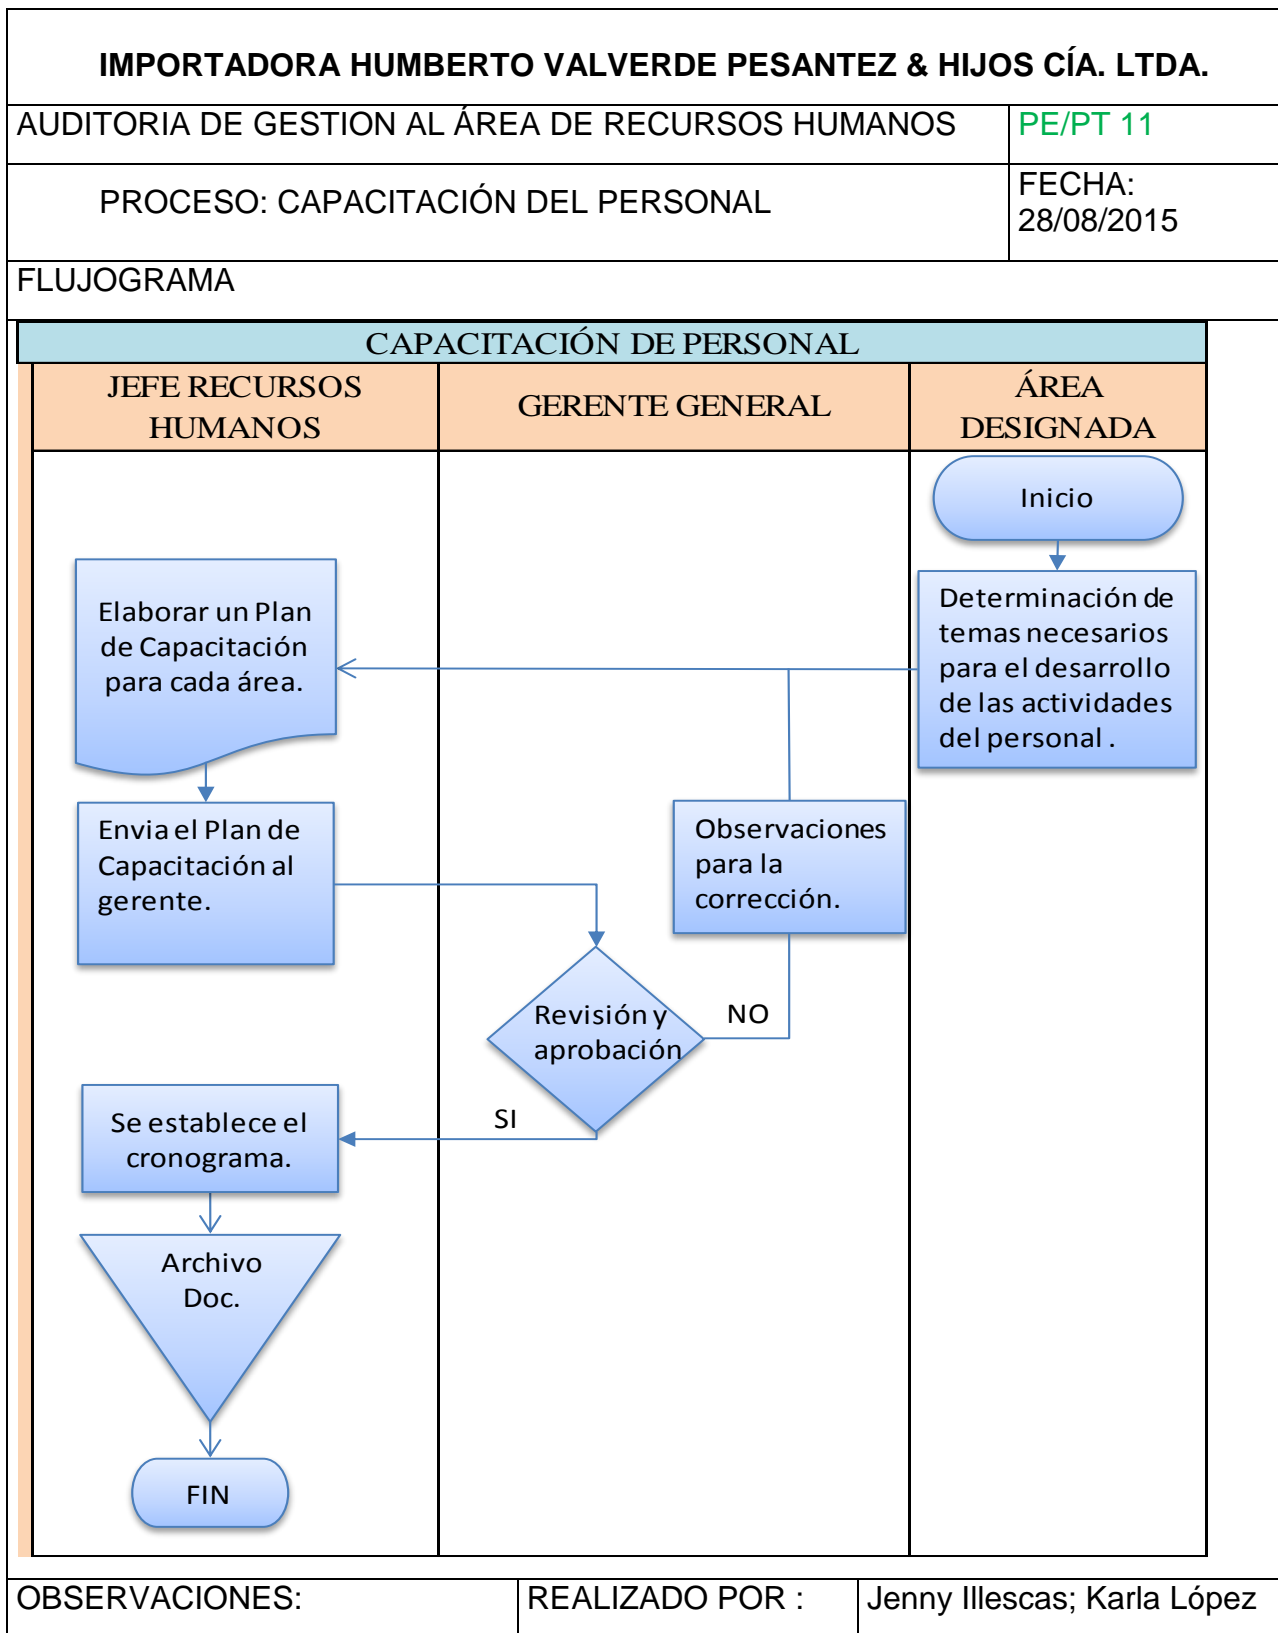 IMPORTADORA HUMBERTO VALVERDE PESANTEZ & HIJOS CÍA. LTDA.
AUDITORIA DE GESTION AL ÁREA DE RECURSOS HUMANOS
PE/PT 11
PROCESO: CAPACITACIÓN DEL PERSONAL
FECHA:
28/08/2015
FLUJOGRAMA
CAPACITACIÓN DE PERSONAL
JEFE RECURSOS
HUMANOS
GERENTE GENERAL
ÁREA
DESIGNADA
Inicio
Determinación de
temas necesarios
para el desarrollo
de las actividades
del personal .
Elaborar un Plan
de Capacitación
para cada área.
Envia el Plan de
Capacitación al
gerente.
Observaciones
para la
corrección.
Revisión y
aprobación
NO
SI
Se establece el
cronograma.
Archivo
Doc.
FIN
OBSERVACIONES:
REALIZADO POR :
Jenny Illescas; Karla López